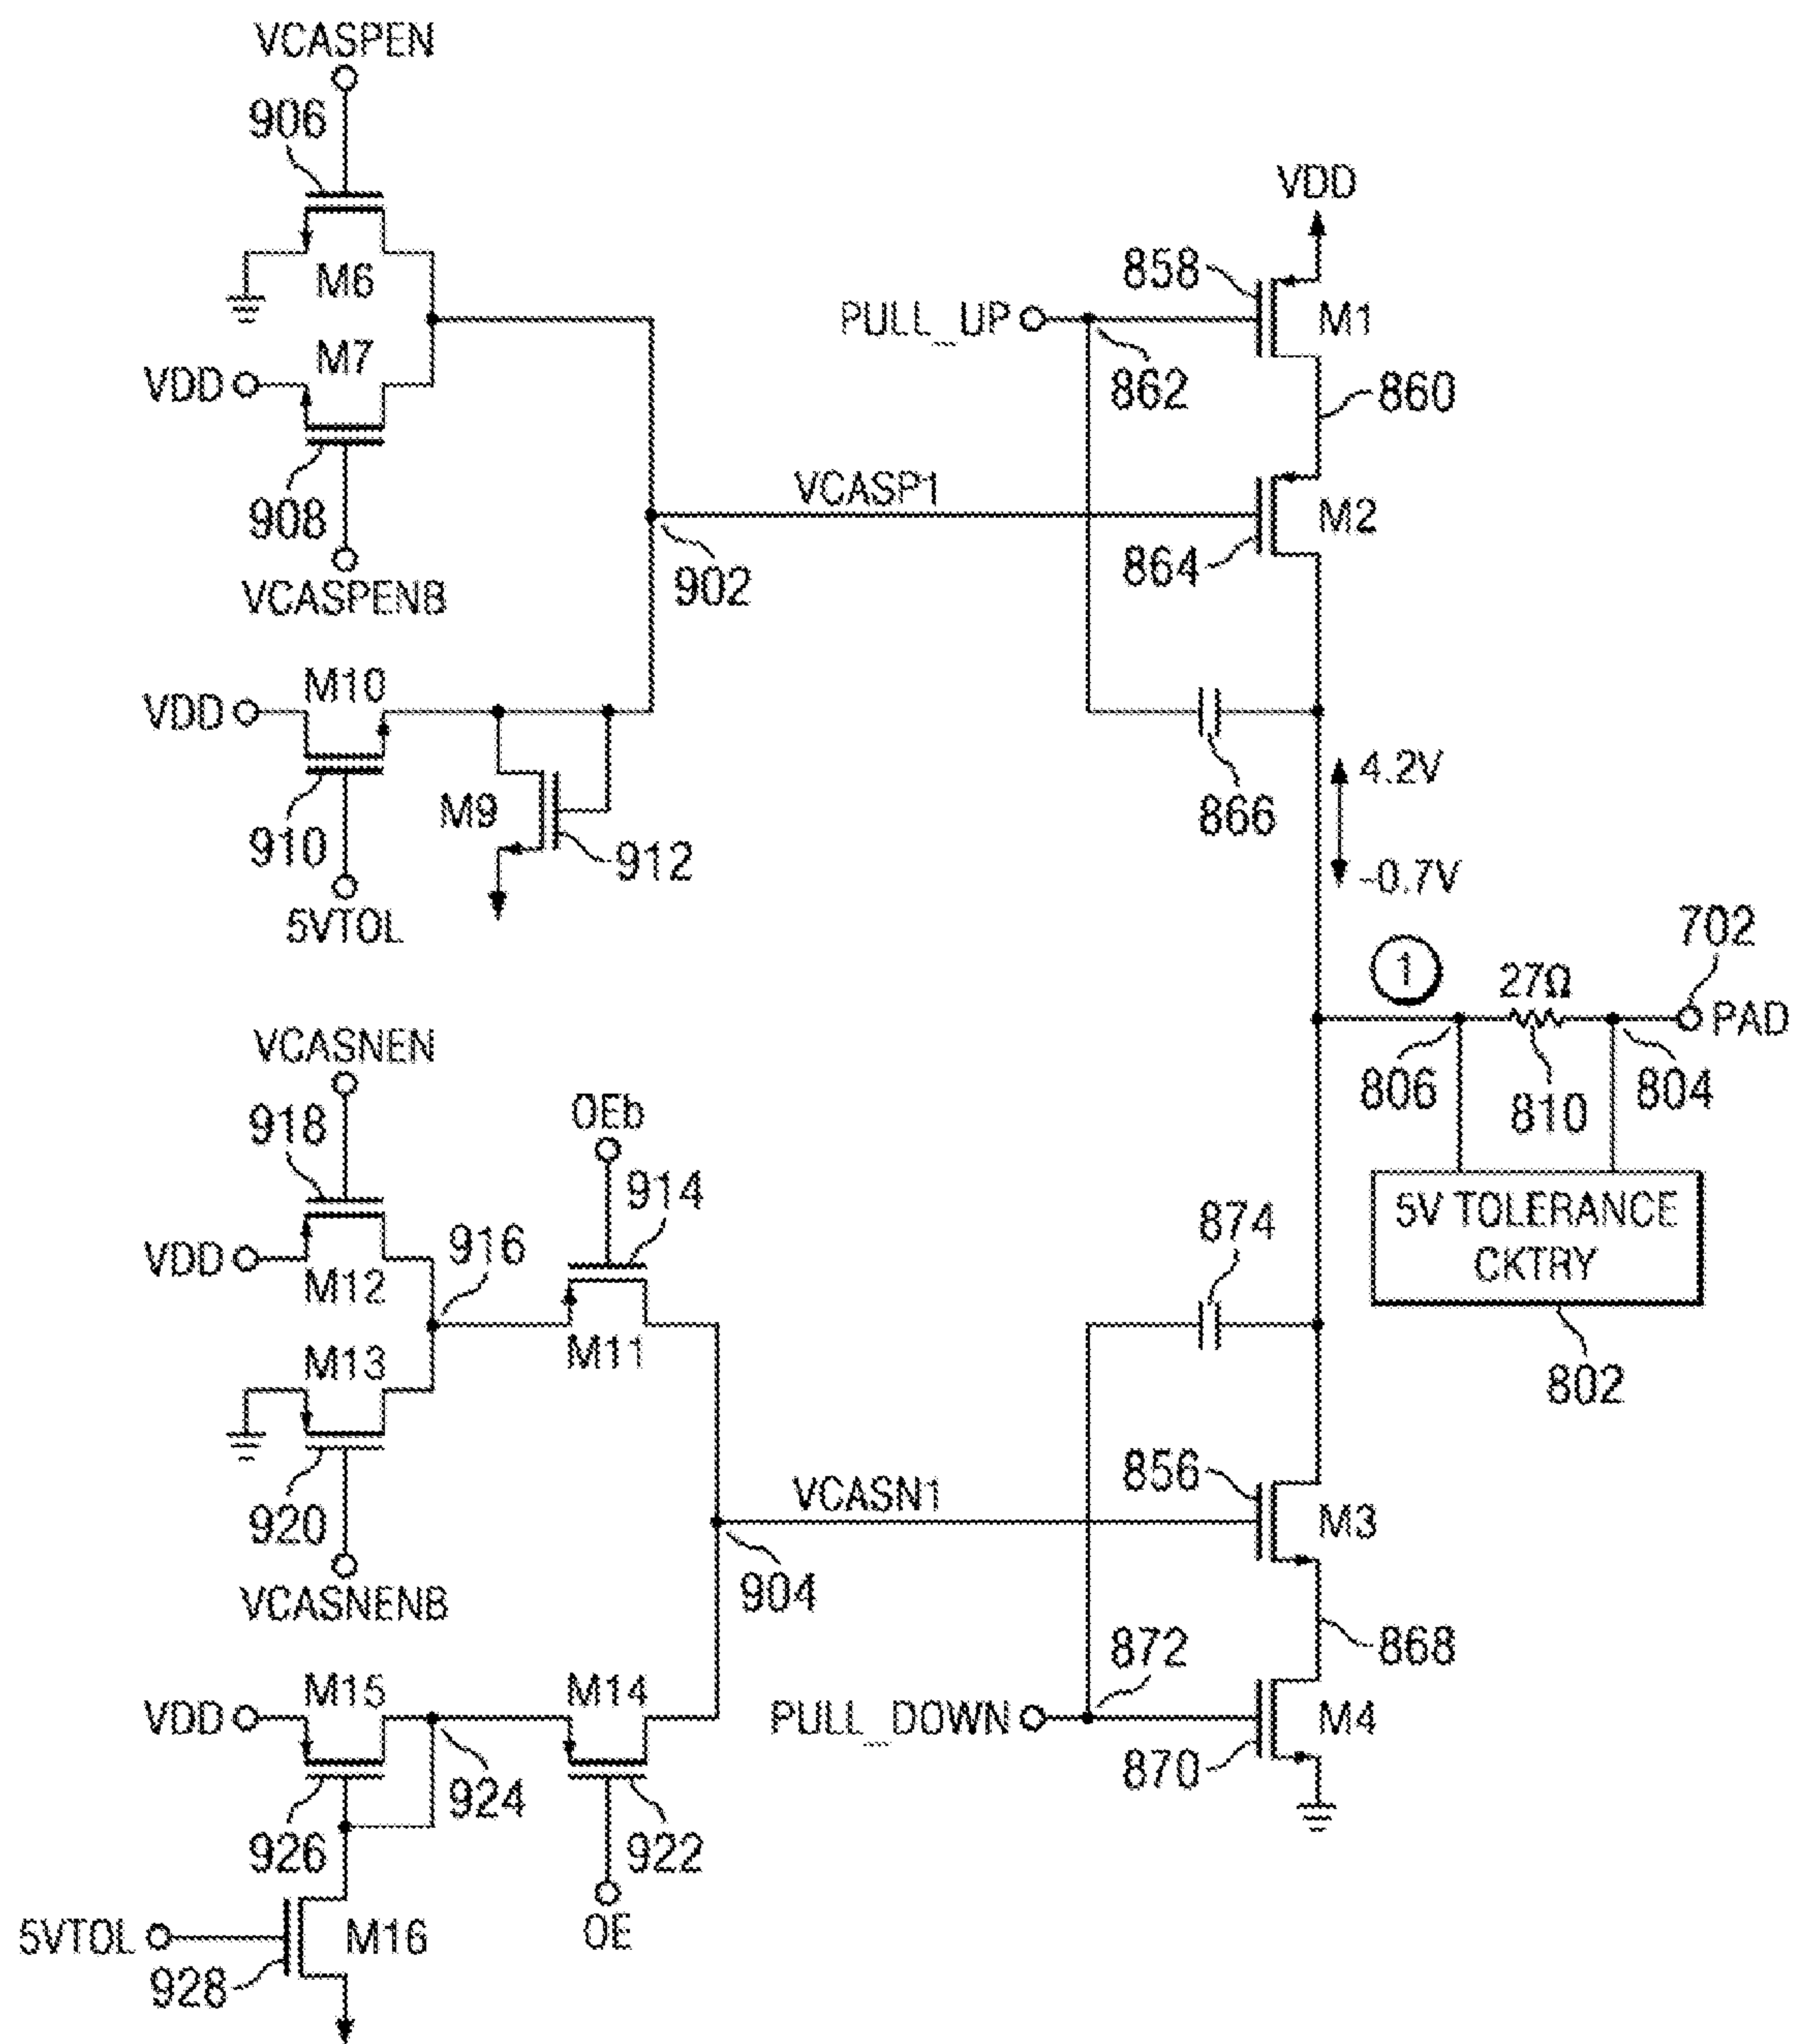 VCASPEN
906
M6
VDD
M7
908
VCASPENB
VDD
M10
910
5VTOL
M9
912
902
VCASP1
PULL_UP
862
858
VDD
M1
860
864
M2
866
4.2V
-0.7V
1
27Ω
702
PAD
806
810
804
5V TOLERANCE
CKTRY
802
VCASNEN
918
VDD
M12
916
OEb
914
M11
M13
920
VCASNENB
904
VCASN1
874
856
M3
868
872
PULL_DOWN
870
M4
VDD
M15
926
924
M14
922
OE
5VTOL
928
M16